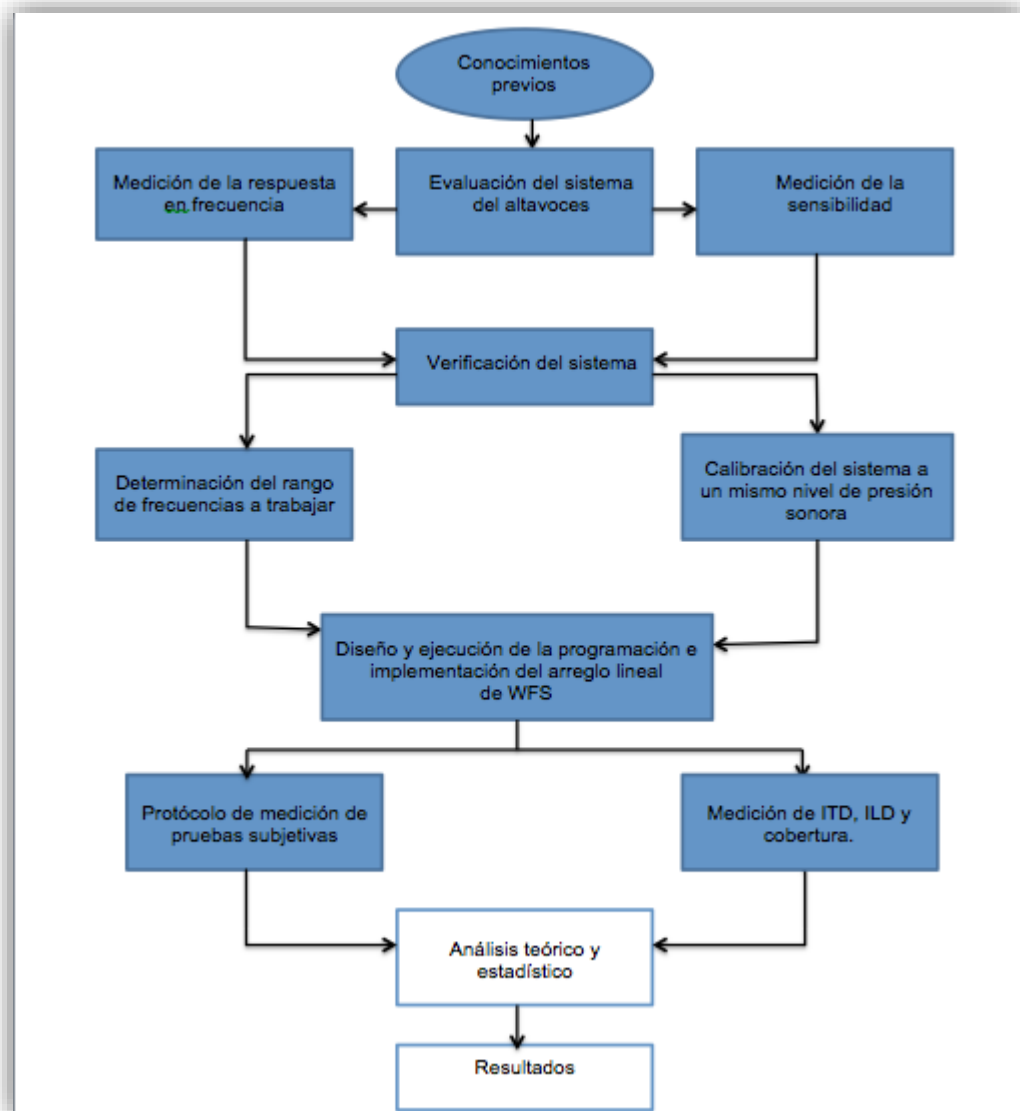 Conocimientos
previos
Medición de la respuesta
en frecuencia
Evaluación del sistema
del altavoces
Medición de la
sensibilidad
Verificación del sistema
Determinación del rango
de frecuencias a trabajar
Calibración del sistema a
un mismo nivel de presión
sonora
Diseño y ejecución de la programación e
implementación del arreglo lineal
de WFS
Protócolo de medición de
pruebas subjetivas
Medición de ITD, ILD y
cobertura.
Análisis teórico y
estadístico
Resultados